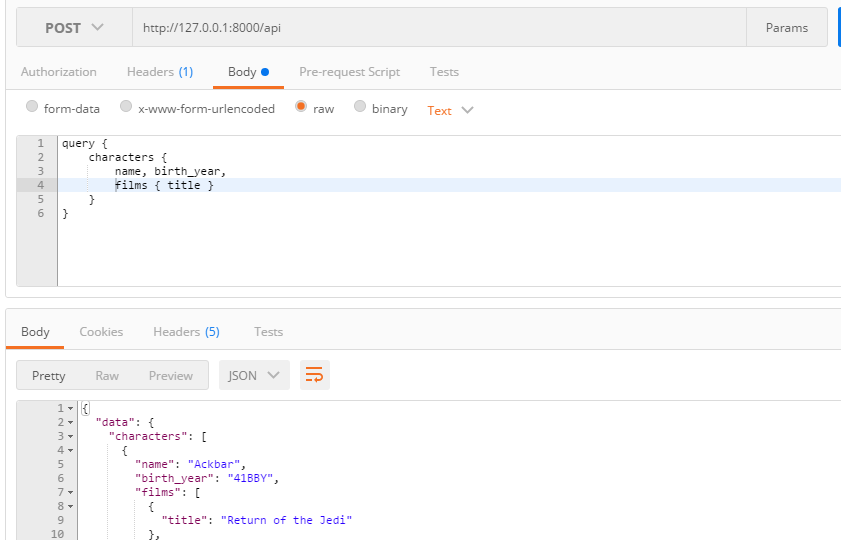 POST http://127.0.0.1:8000/api Params
Authorization Headers (1) Body Pre-request Script Tests
form-data x-www-form-urlencoded raw binary Text
1 query {
2 characters {
3 name, birth_year,
4 films { title }
5 }
6 }
Body Cookies Headers (5) Tests
Pretty Raw Preview JSON
1 {
2 "data": {
3 "characters": [
4 {
5 "name": "Ackbar",
6 "birth_year": "41BBY",
7 "films": [
8 {
9 "title": "Return of the Jedi"
10 },